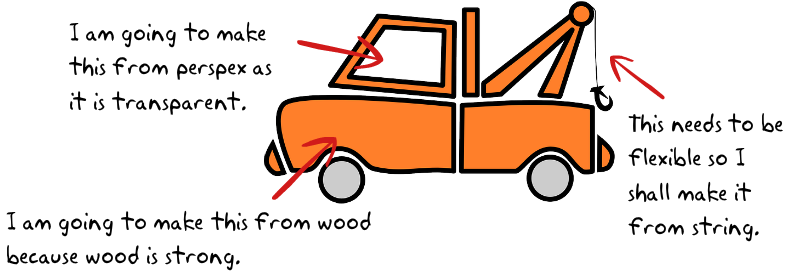 I am going to make
this from perspex as
it is transparent.
This needs to be
flexible so I
shall make it
from string.
I am going to make this from wood
because wood is strong.